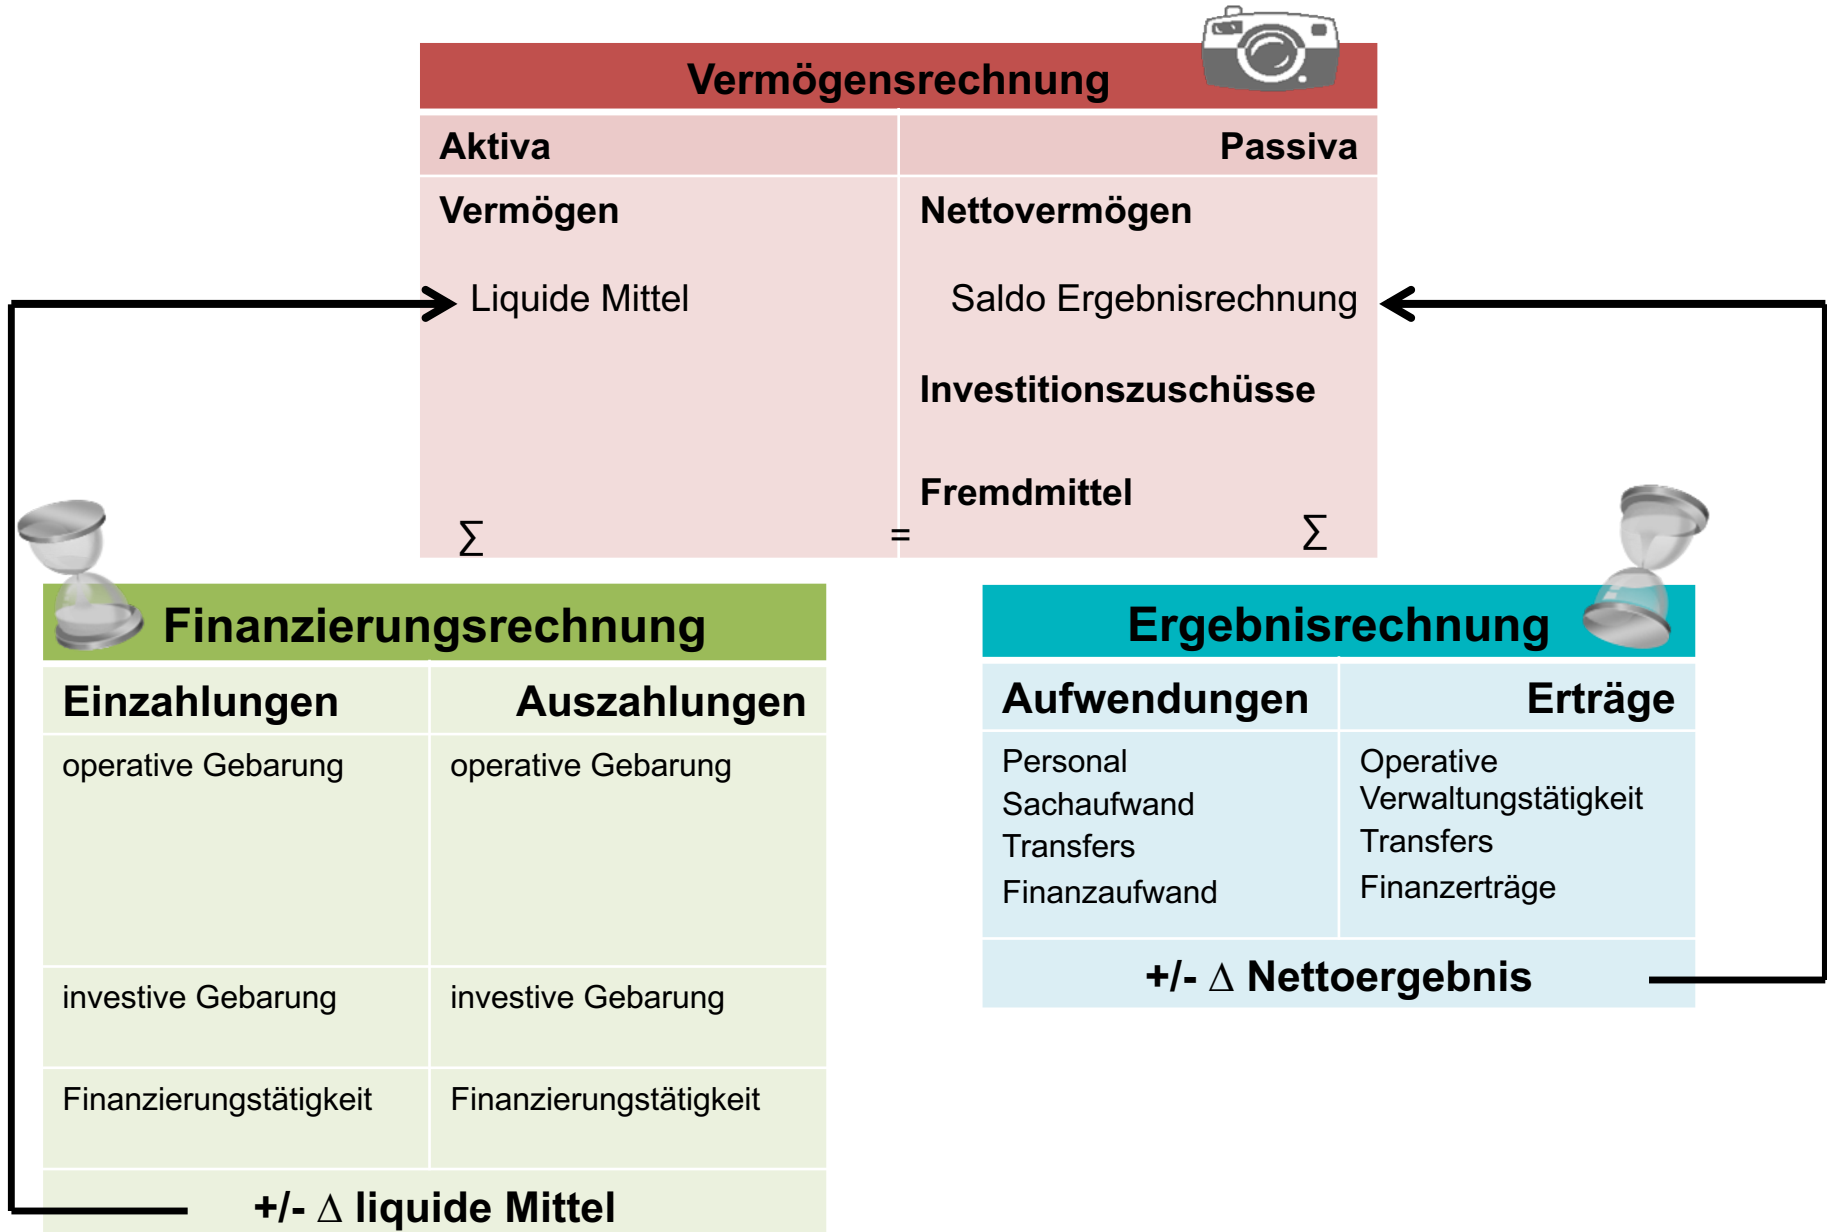 Vermögensrechnung
Aktiva
Passiva
Vermögen
Nettovermögen
Liquide Mittel
Saldo Ergebnisrechnung
Investitionszuschüsse
Fremdmittel
∑ = ∑
Finanzierungsrechnung
Einzahlungen
Auszahlungen
operative Gebarung
operative Gebarung
investive Gebarung
investive Gebarung
Finanzierungstätigkeit
Finanzierungstätigkeit
+/- ∆ liquide Mittel
Ergebnisrechnung
Aufwendungen
Erträge
Personal
Sachaufwand
Transfers
Finanzaufwand
Operative
Verwaltungstätigkeit
Transfers
Finanzerträge
+/- ∆ Nettoergebnis